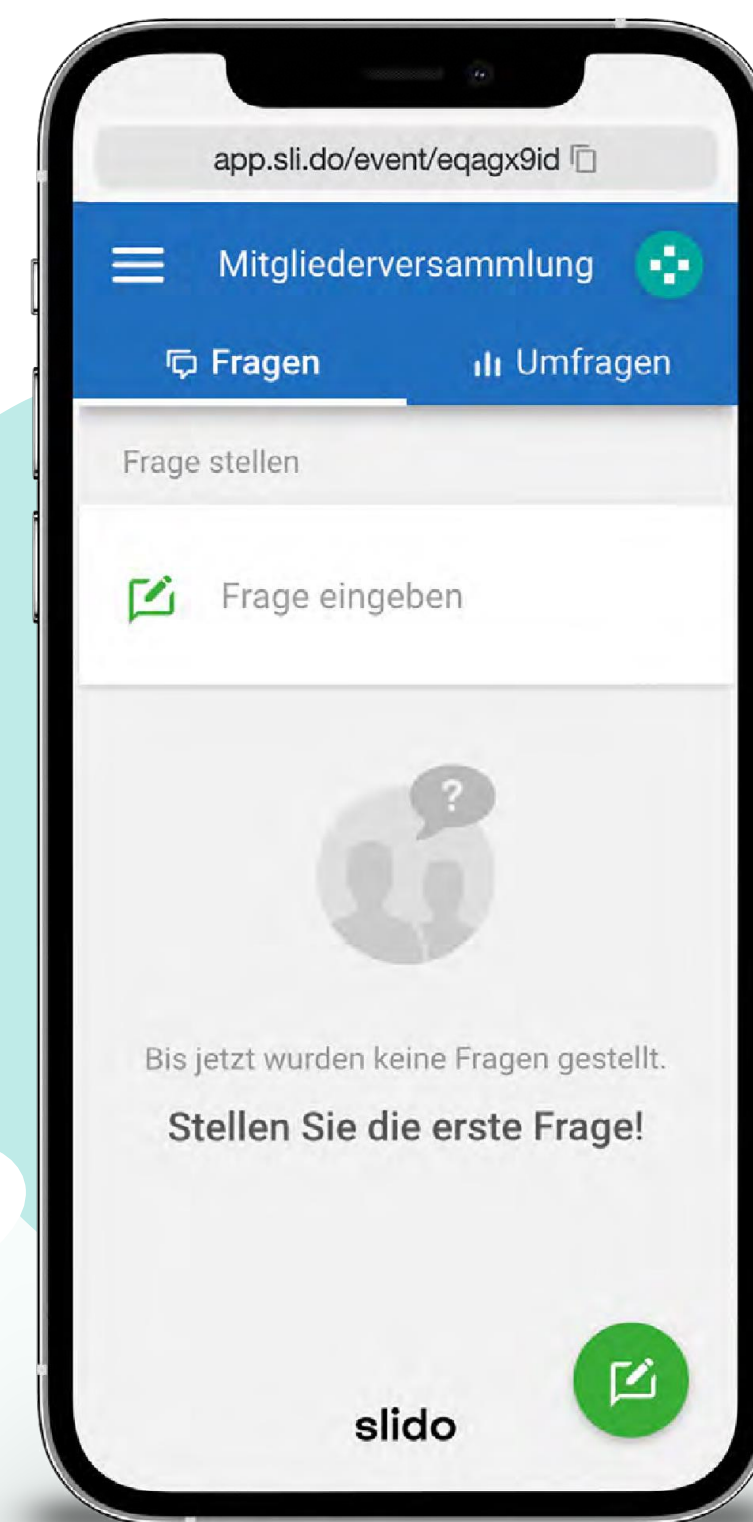 app.sli.do/event/eqagx9id
Mitgliederversammlung
Fragen
Umfragen
Frage stellen
Frage eingeben
?
Bis jetzt wurden keine Fragen gestellt.
Stellen Sie die erste Frage!
slido